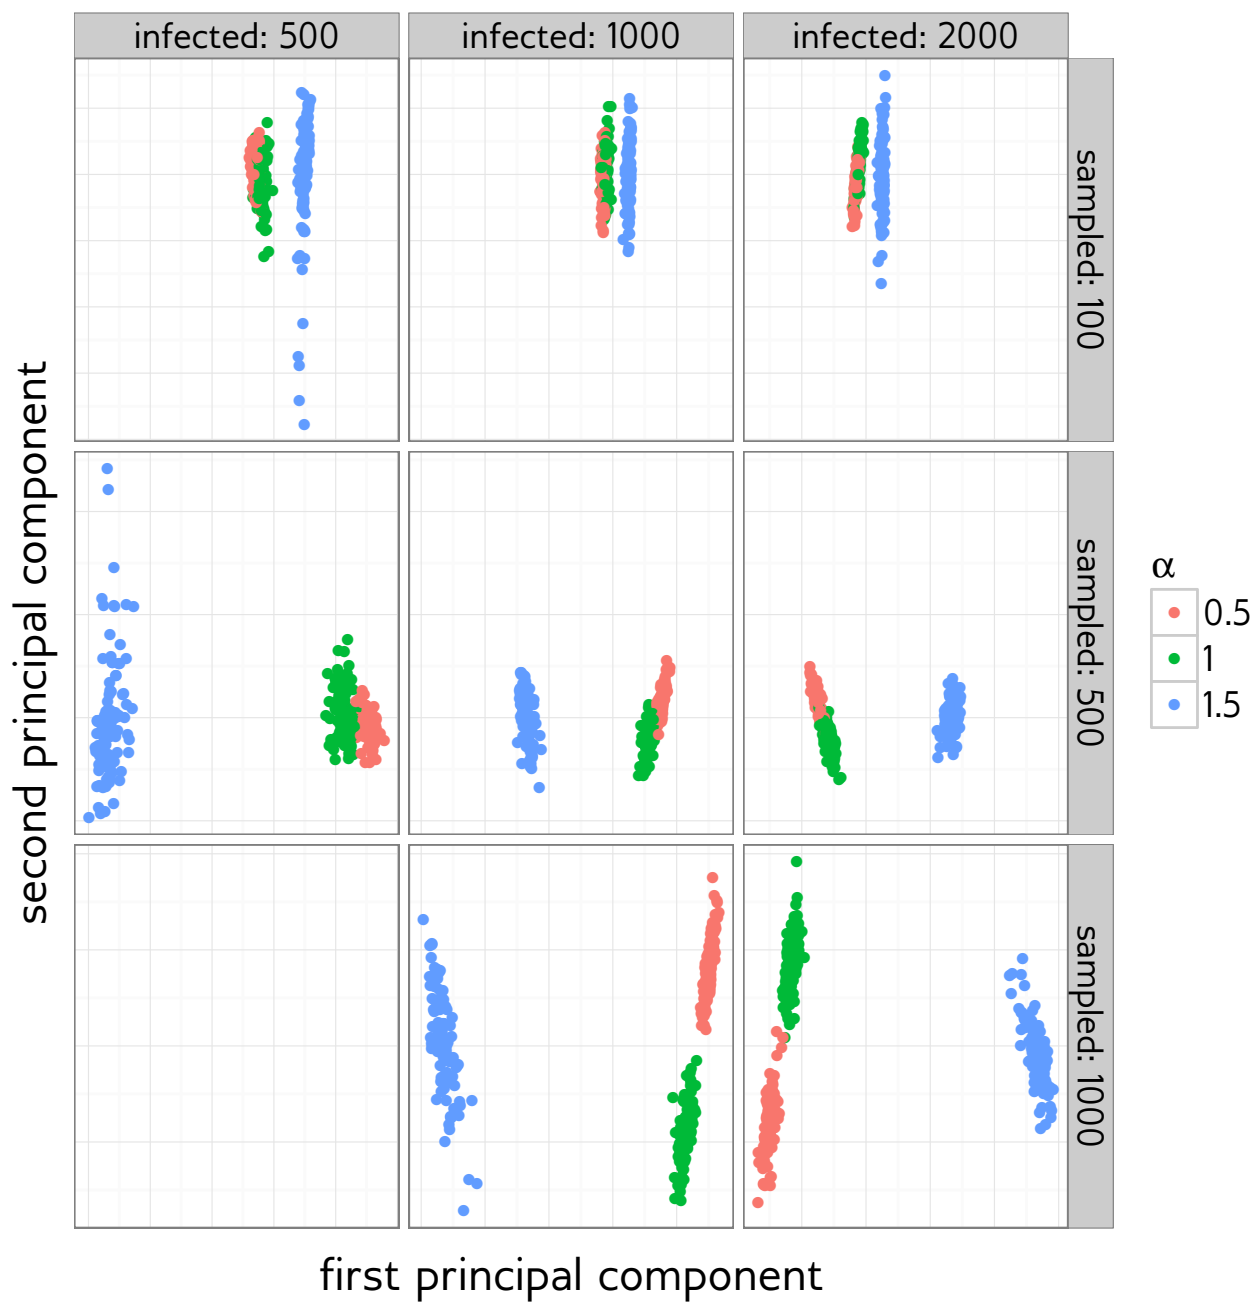 infected: 500
infected: 1000
infected: 2000
sampled: 100
sampled: 500
sampled: 1000
second principal component
first principal component
α
0.5
1
1.5